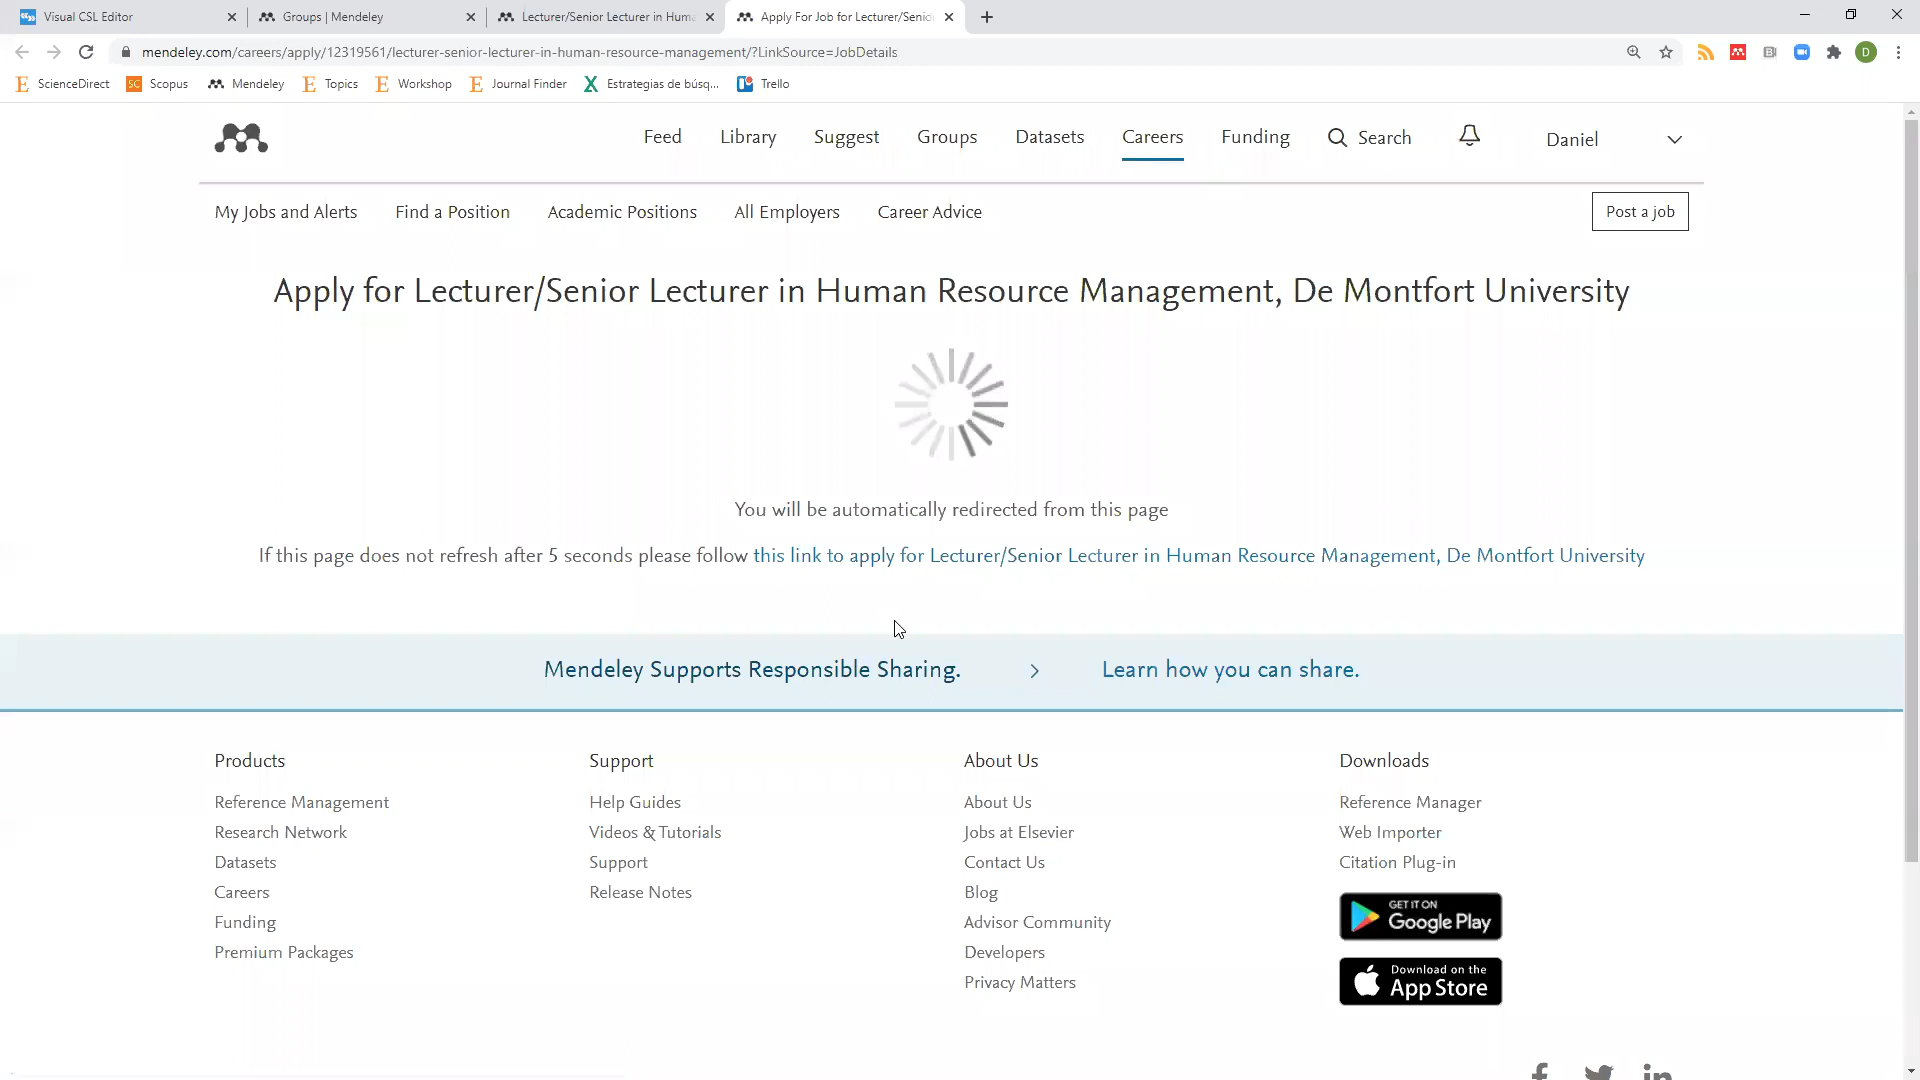 Visual CSL Editor
Groups | Mendeley
Lecturer/Senior Lecturer in Huma
Apply For Job for Lecturer/Senio
mendeley.com/careers/apply/12319561/lecturer-senior-lecturer-in-human-resource-management/?LinkSource=JobDetails
D
E ScienceDirect
SC Scopus
Mendeley
E Topics
E Workshop
E Journal Finder
Estrategias de búsq...
Trello
Feed
Library
Suggest
Groups
Datasets
Careers
Funding
Search
Daniel
My Jobs and Alerts
Find a Position
Academic Positions
All Employers
Career Advice
Post a job
Apply for Lecturer/Senior Lecturer in Human Resource Management, De Montfort University
You will be automatically redirected from this page
If this page does not refresh after 5 seconds please follow this link to apply for Lecturer/Senior Lecturer in Human Resource Management, De Montfort University
Mendeley Supports Responsible Sharing.
Learn how you can share.
Products
Reference Management
Research Network
Datasets
Careers
Funding
Premium Packages
Support
Help Guides
Videos & Tutorials
Support
Release Notes
About Us
About Us
Jobs at Elsevier
Contact Us
Blog
Advisor Community
Developers
Privacy Matters
Downloads
Reference Manager
Web Importer
Citation Plug-in
GET IT ON
Google Play
Download on the
App Store